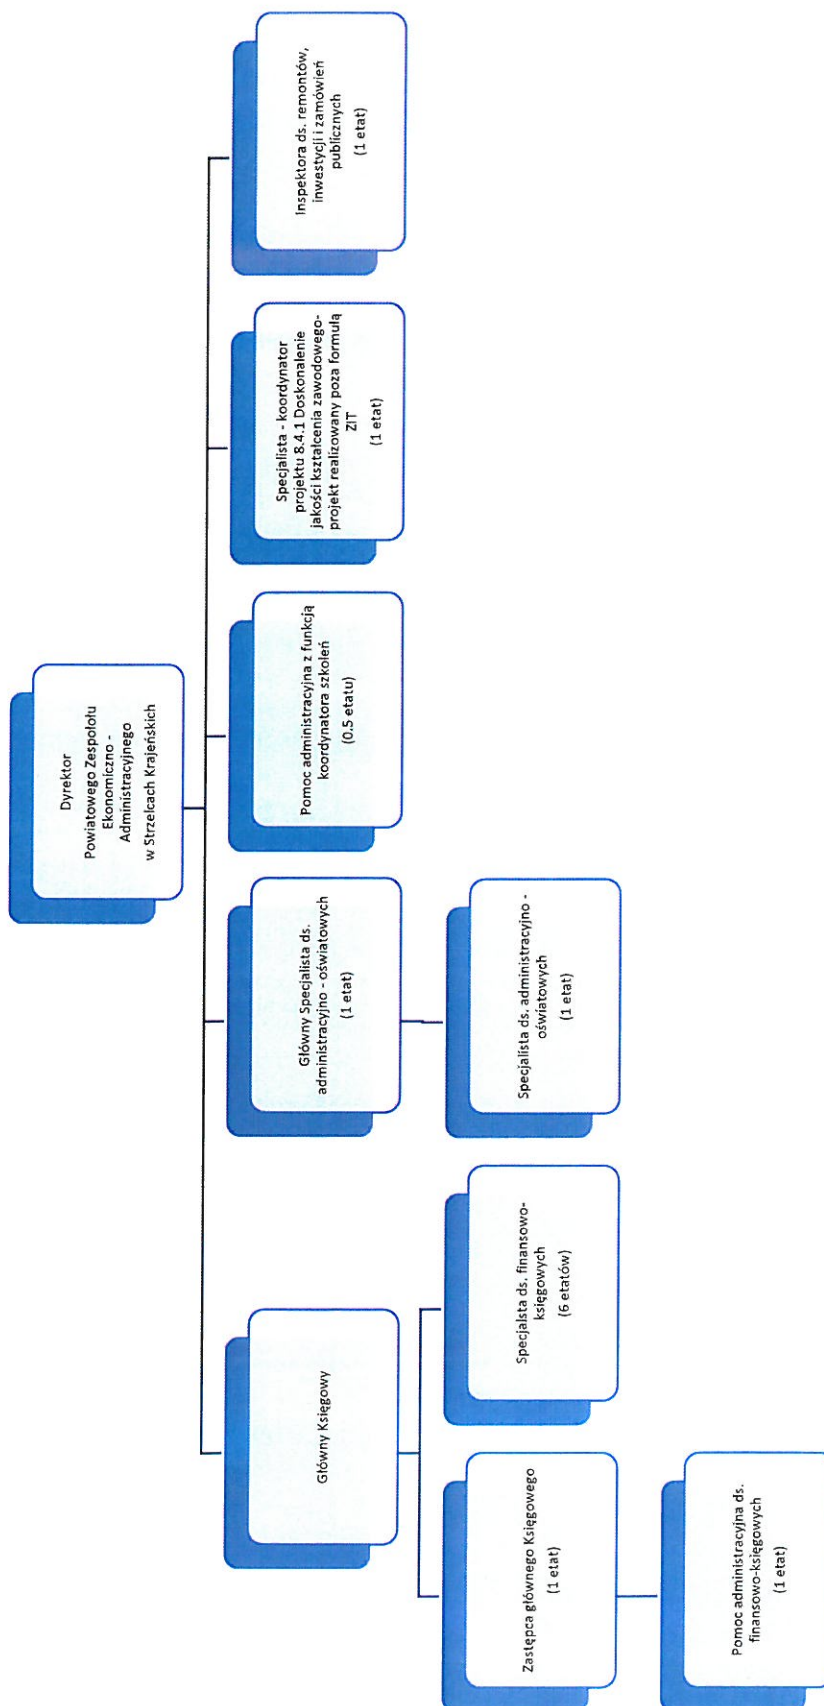 Dyrektor
Powiatowego Zespołołu
Ekonomiczno -
Administracyjnego
w Strzelcach Krajeńskich
Główny Księgowy
Główny Specjalista ds.
administracyjno - oświatowych
(1 etat)
Pomoc administracyjna z funkcją
koordynatora szkoleń
(0.5 etatu)
Specjalista - koordynator
projektu 8.4.1 Doskonalenie
jakości kształcenia zawodowego-
projekt realizowany poza formułą
ZIT
(1 etat)
Inspektora ds. remontów,
inwestycji i zamówień
publicznych
(1 etat)
Zastępca głównego Księgowego
(1 etat)
Specjalsta ds. finansowo-
księgowych
(6 etatów)
Specjalista ds. administracyjno -
oświatowych
(1 etat)
Pomoc administracyjna ds.
finansowo-księgowych
(1 etat)